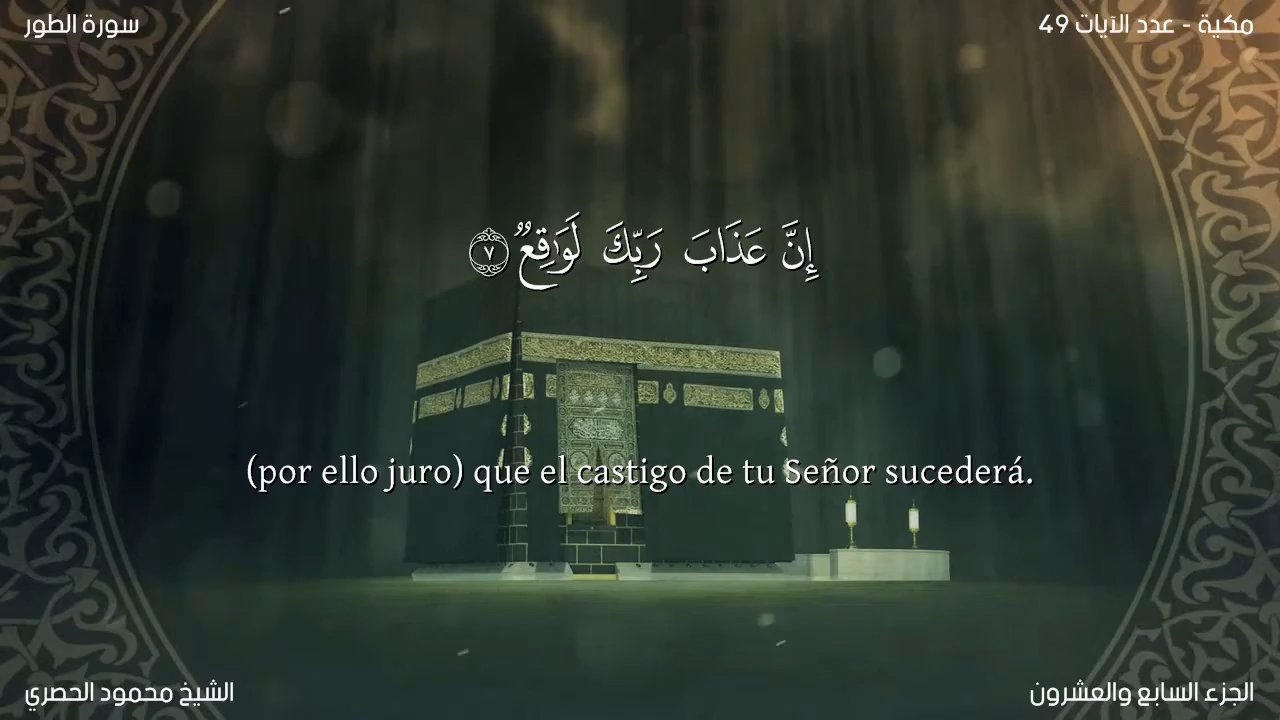 سورة الطور
مكية - عدد الآيات 49
إِنَّ عَذَابَ رَبِّكَ لَوَٰقِعٌ ٧
(por ello juro) que el castigo de tu Señor sucederá.
الشيخ محمود الحصري
الجزء السابع والعشرون